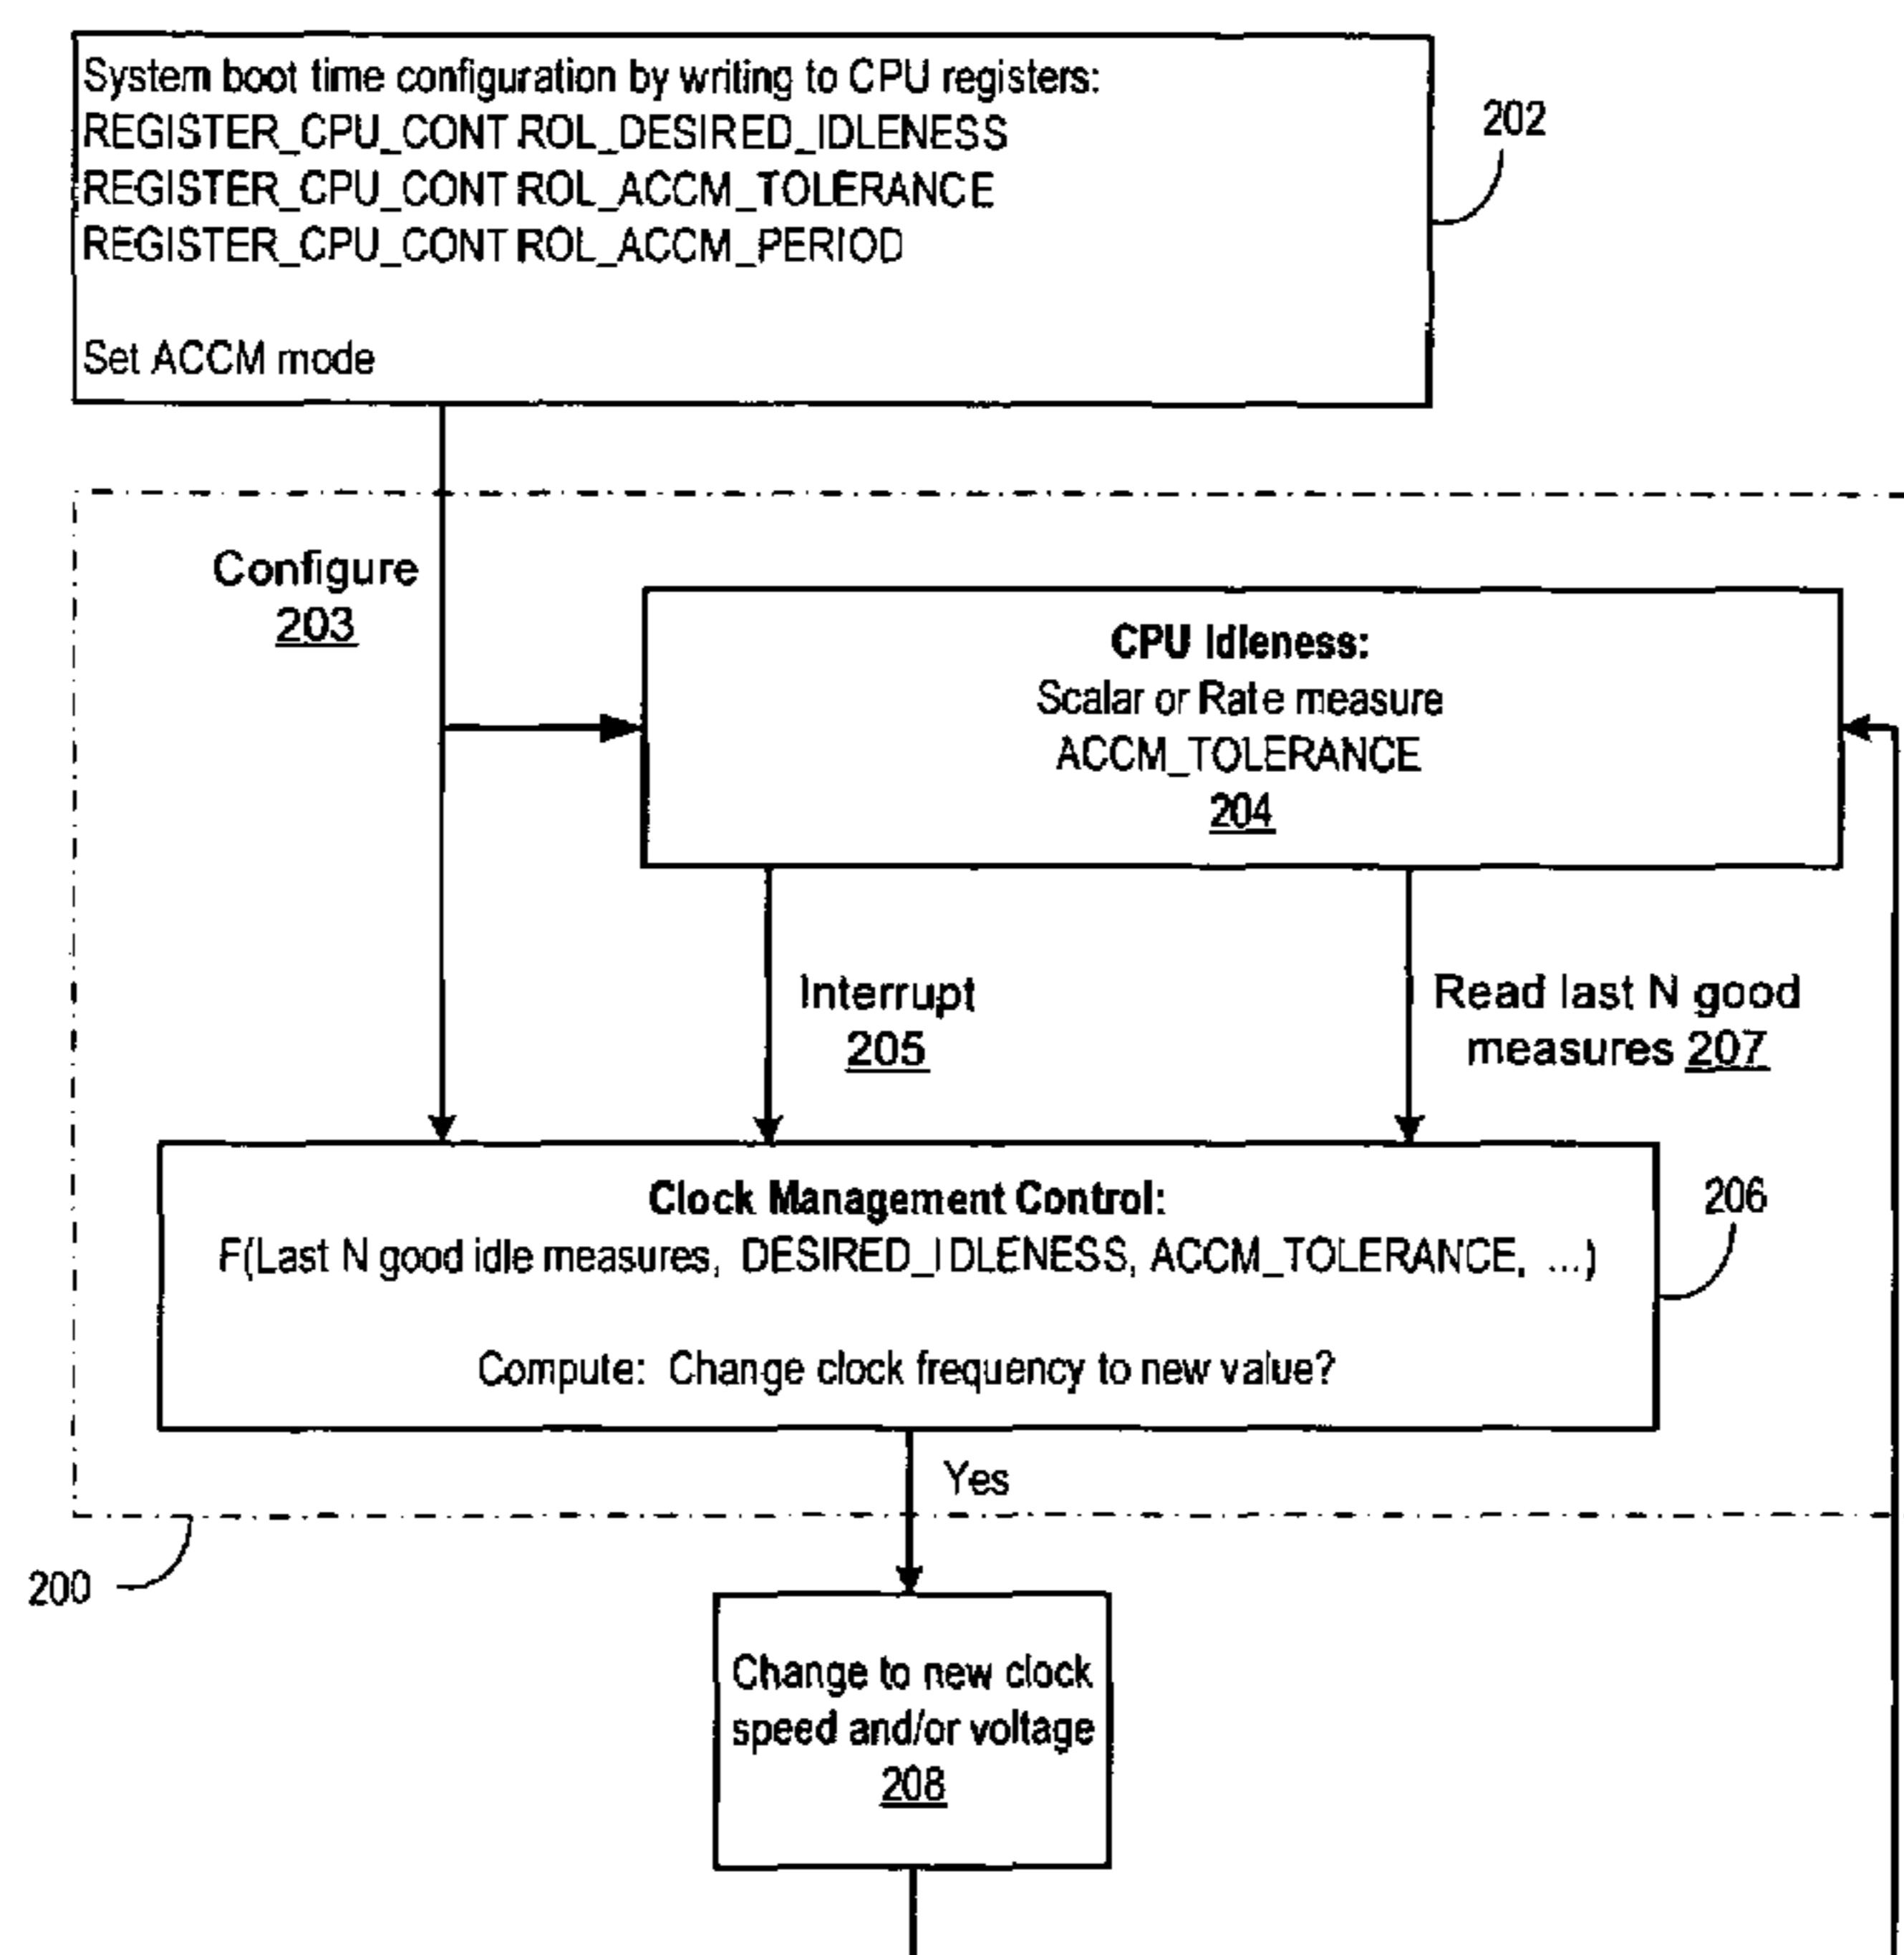 System boot time configuration by writing to CPU registers:
REGISTER_CPU_CONTROL_DESIRED_IDLENESS
REGISTER_CPU_CONTROL_ACCM_TOLERANCE
REGISTER_CPU_CONTROL_ACCM_PERIOD
Set ACCM mode
202
Configure
203
CPU Idleness:
Scalar or Rate measure
ACCM_TOLERANCE
204
Interrupt
205
Read last N good
measures 207
Clock Management Control:
F(Last N good idle measures, DESIRED_IDLENESS, ACCM_TOLERANCE, ...)
Compute: Change clock frequency to new value?
206
Yes
200
Change to new clock
speed and/or voltage
208